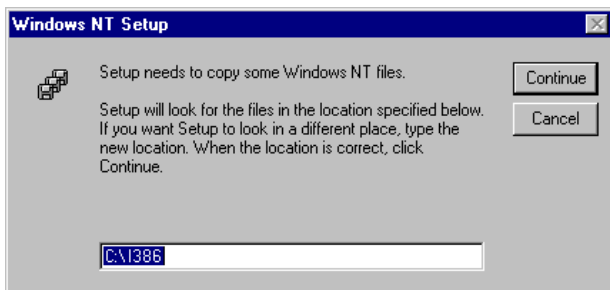 Windows NT Setup
Setup needs to copy some Windows NT files.
Continue
Setup will look for the files in the location specified below.
If you want Setup to look in a different place, type the
new location. When the location is correct, click
Continue.
Cancel
C:\I386